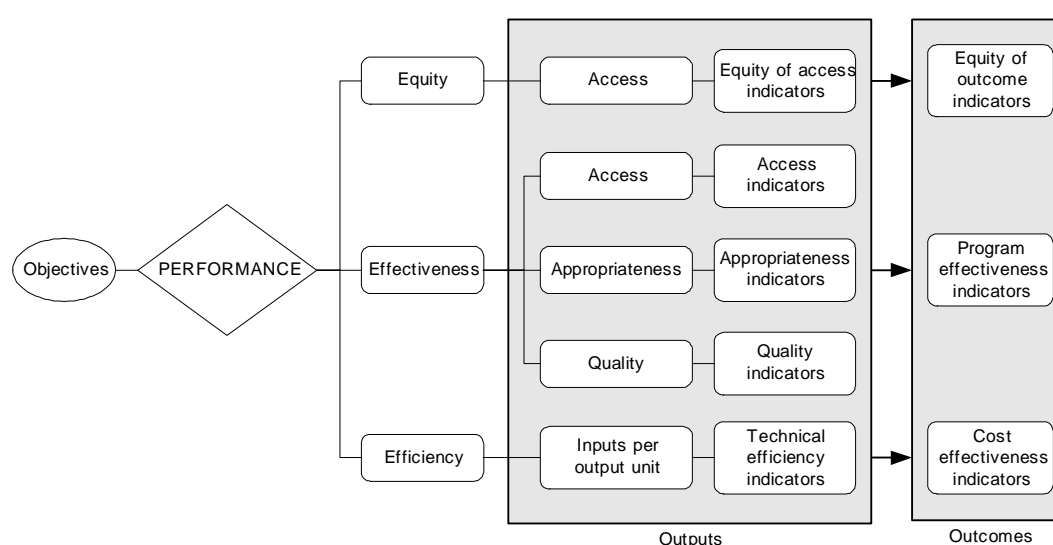 Objectives
PERFORMANCE
Equity
Effectiveness
Efficiency
Access
Equity of access
indicators
Access
Access
indicators
Appropriateness
Appropriateness
indicators
Quality
Quality
indicators
Inputs per
output unit
Technical
efficiency
indicators
Outputs
Equity of
outcome
indicators
Program
effectiveness
indicators
Cost
effectiveness
indicators
Outcomes